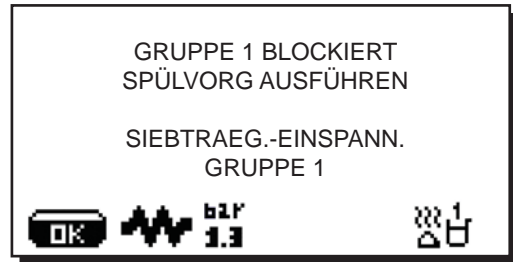 GRUPPE 1 BLOCKIERT
SPÜLVORG AUSFÜHREN
SIEBTRAEG.-EINSPANN.
GRUPPE 1
OK bar 1
1.3